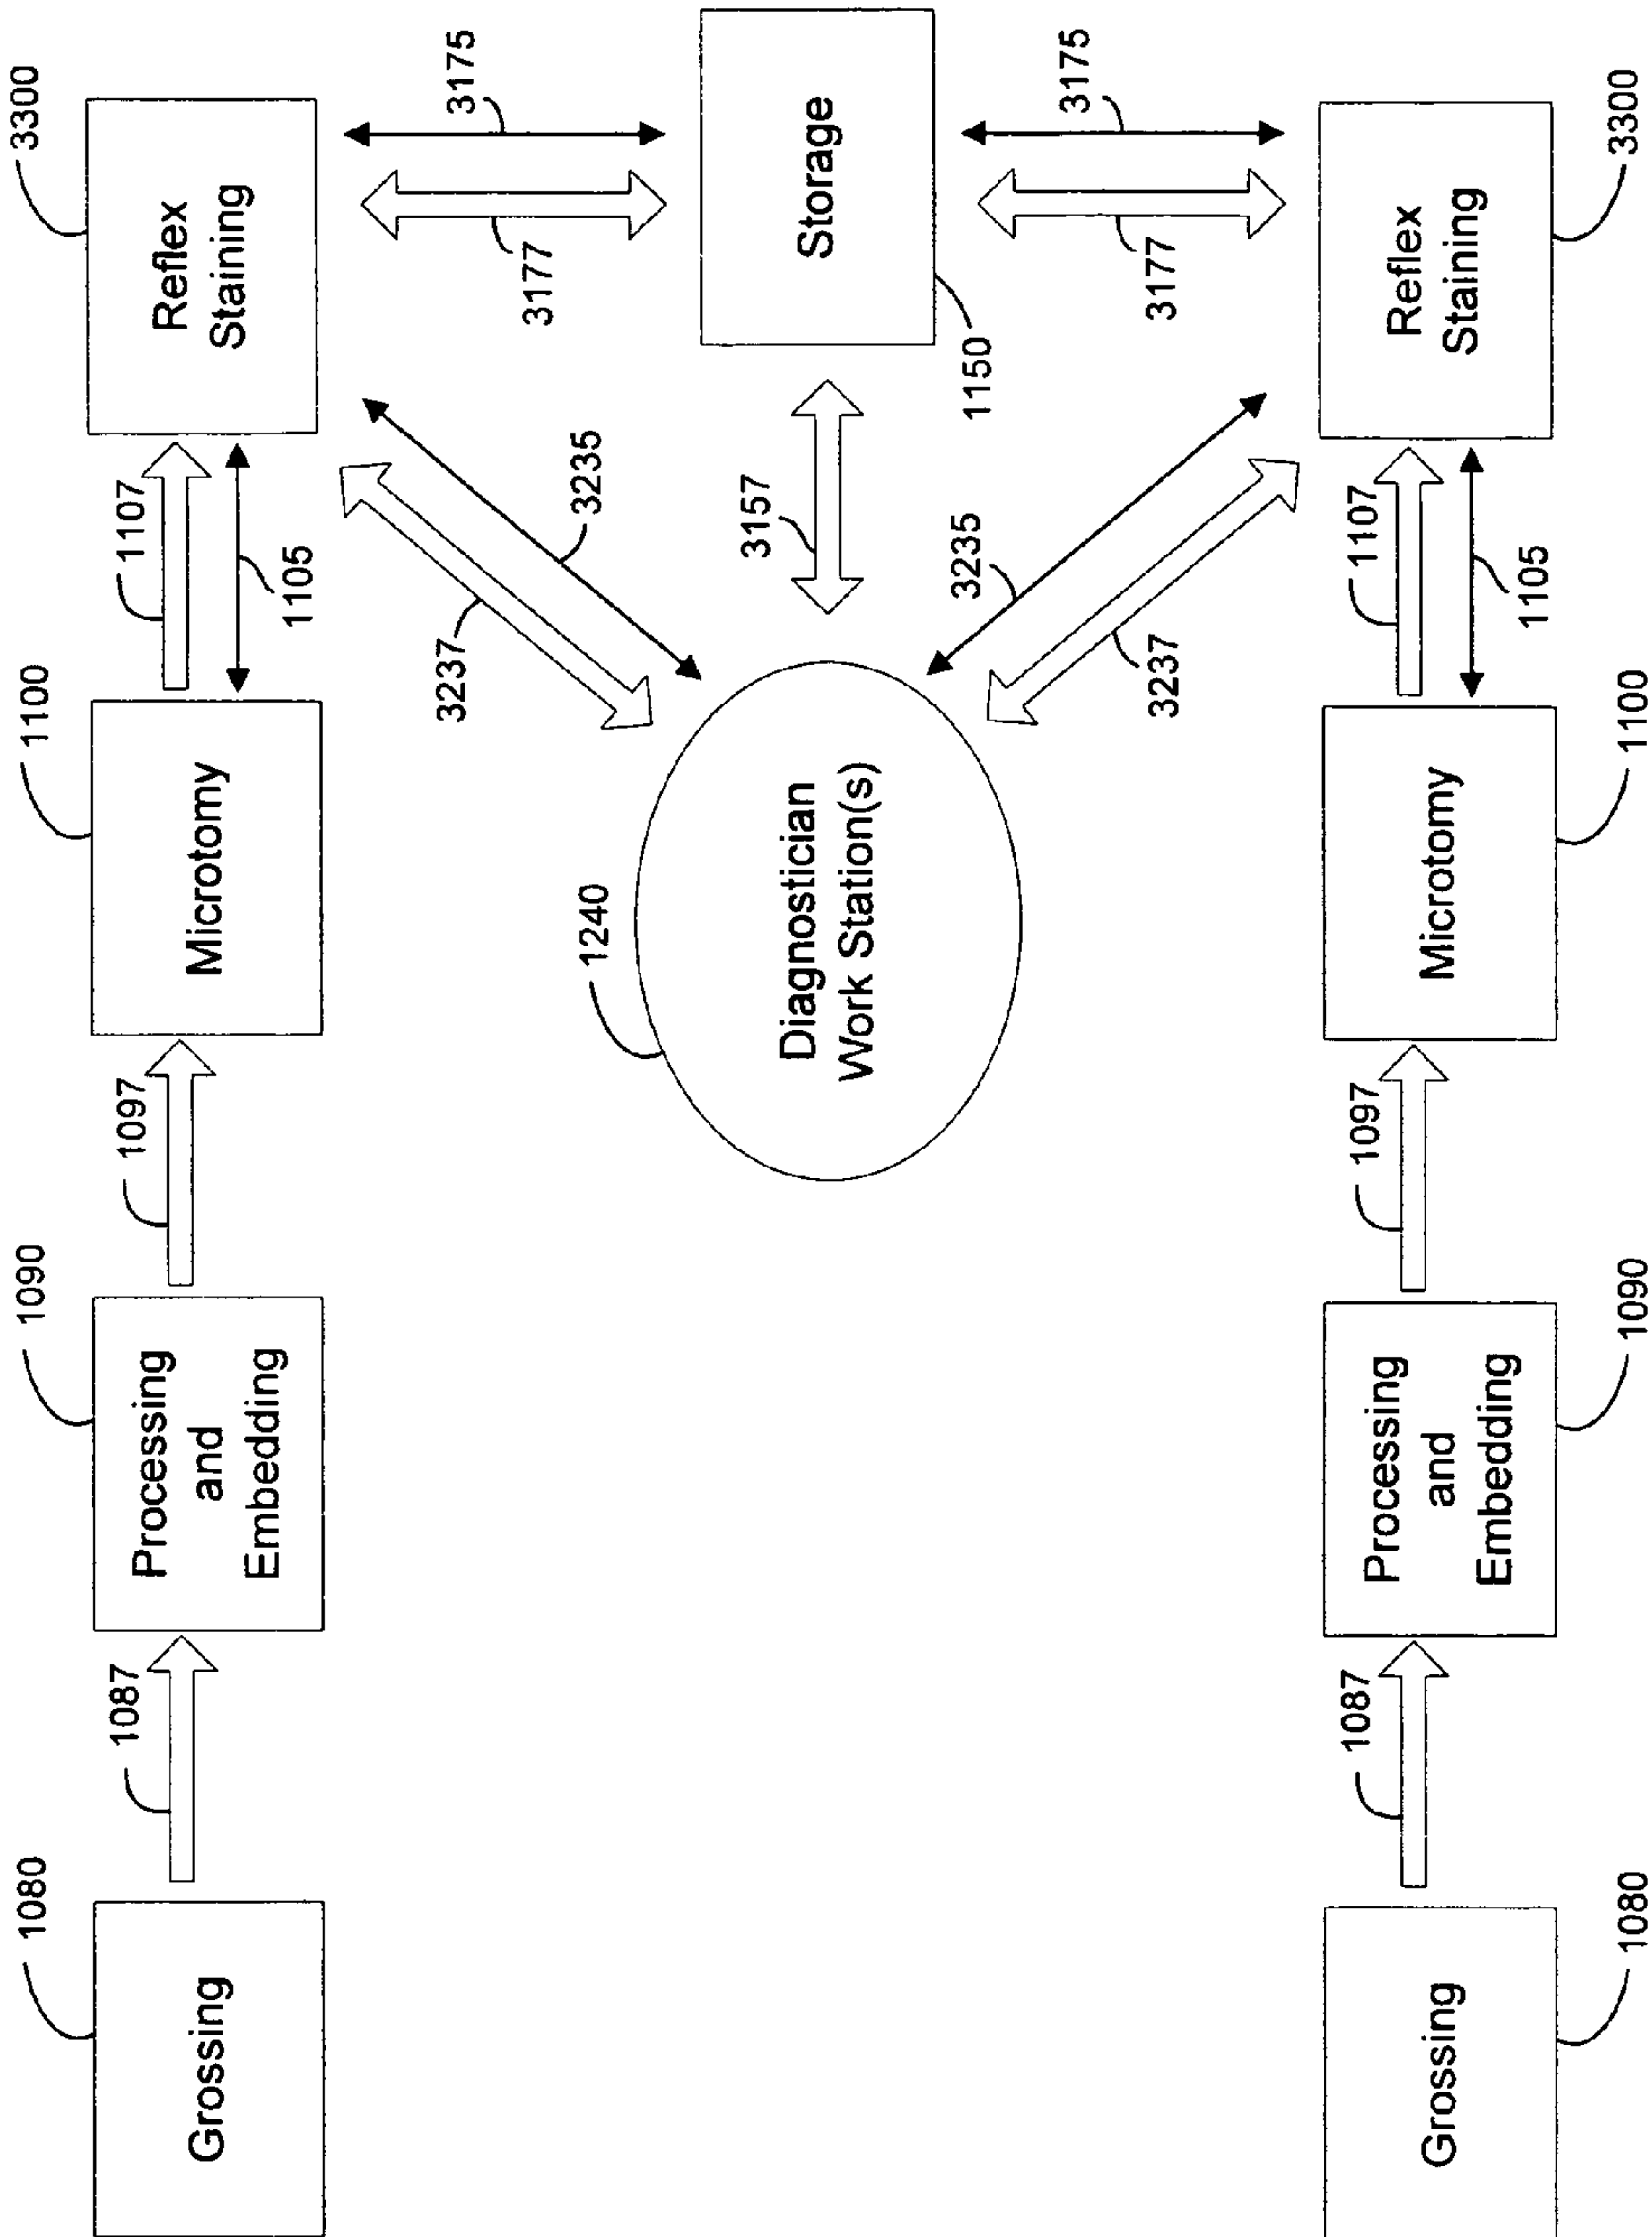 1080
1090
1100
3300
1087
1097
1107
Grossing
Processing
and
Embedding
Microtomy
Reflex
Staining
1105
3237
3235
3177
3175
1240
Diagnostician
Work Station(s)
3157
Storage
1150
3235
3237
3177
3175
1087
1097
1107
Grossing
Processing
and
Embedding
Microtomy
Reflex
Staining
1105
1080
1090
1100
3300